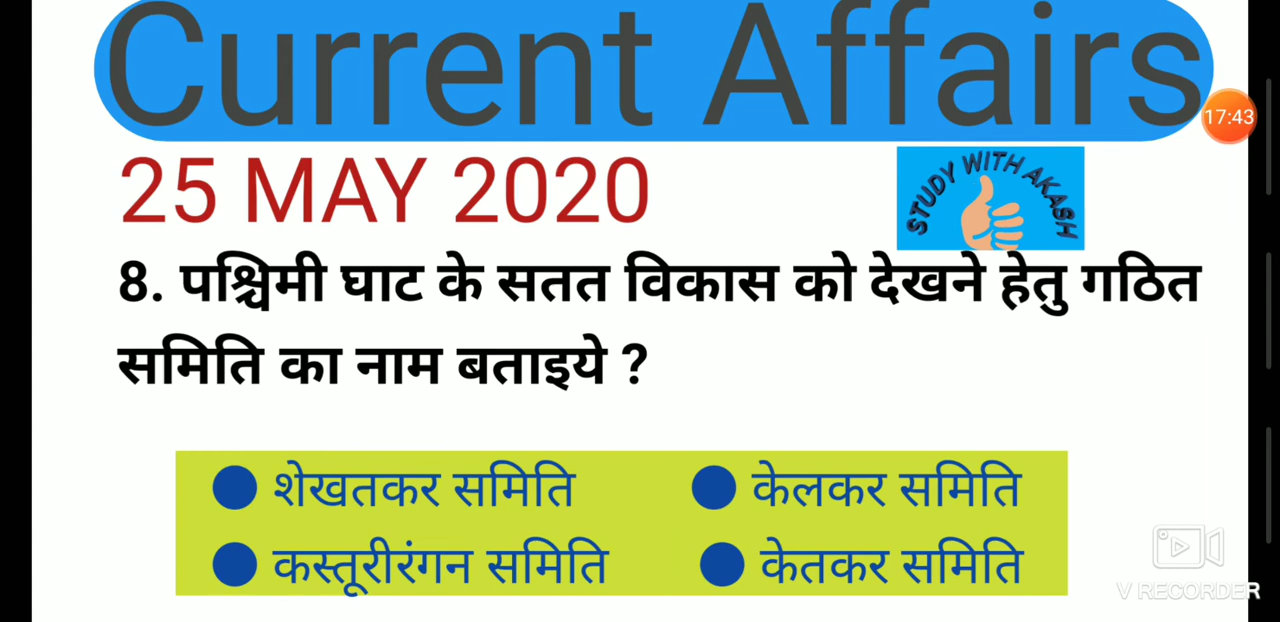 Current Affairs
17:43
25 MAY 2020
STUDY WITH AKASH
8. पश्चिमी घाट के सतत विकास को देखने हेतु गठित
समिति का नाम बताइये ?
शेखतकर समिति
केलकर समिति
कस्तूरीरंगन समिति
केतकर समिति
V RECORDER